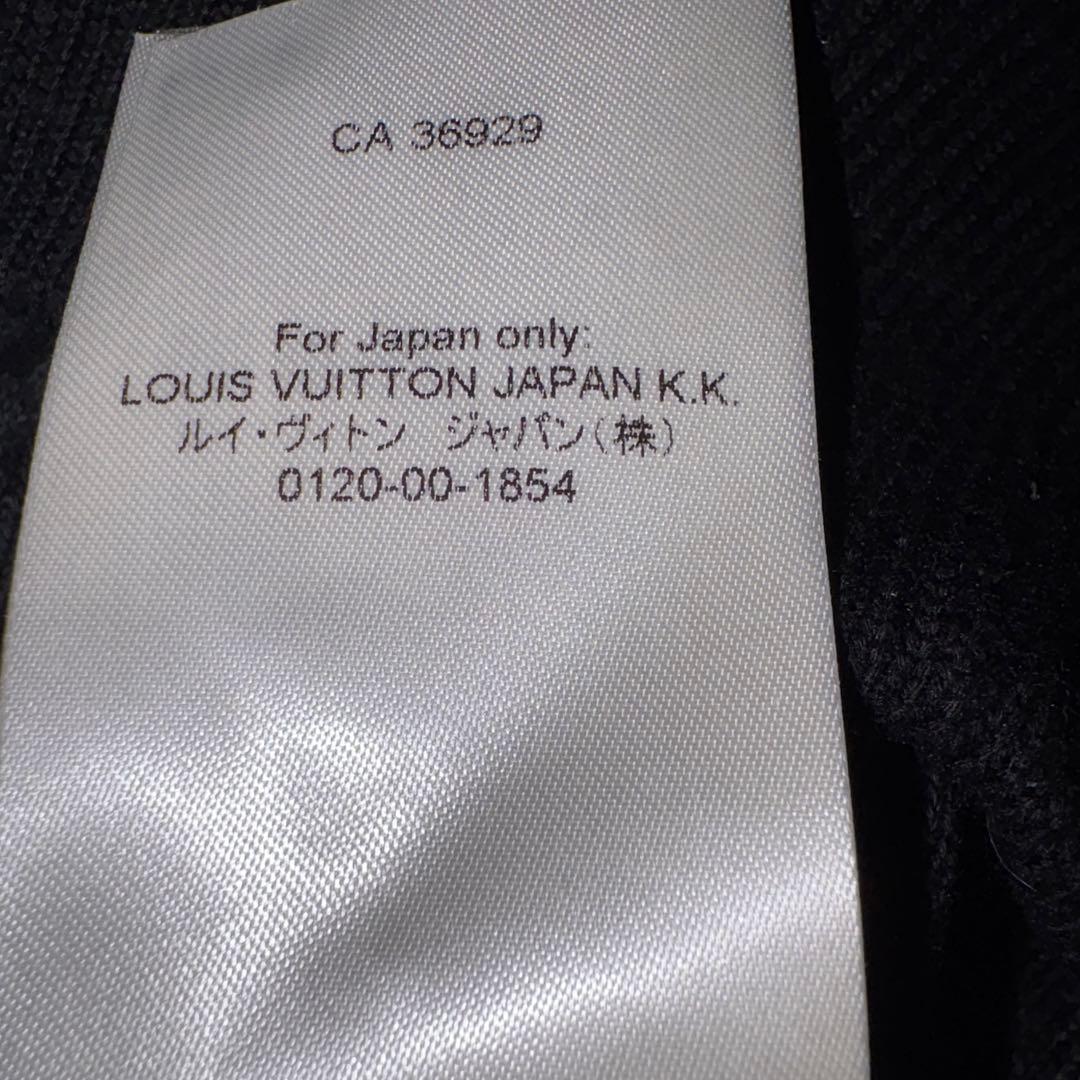 CA 36929
For Japan only:
LOUIS VUITTON JAPAN K.K.
ルイ・ヴィトン　ジャパン(株)
0120-00-1854